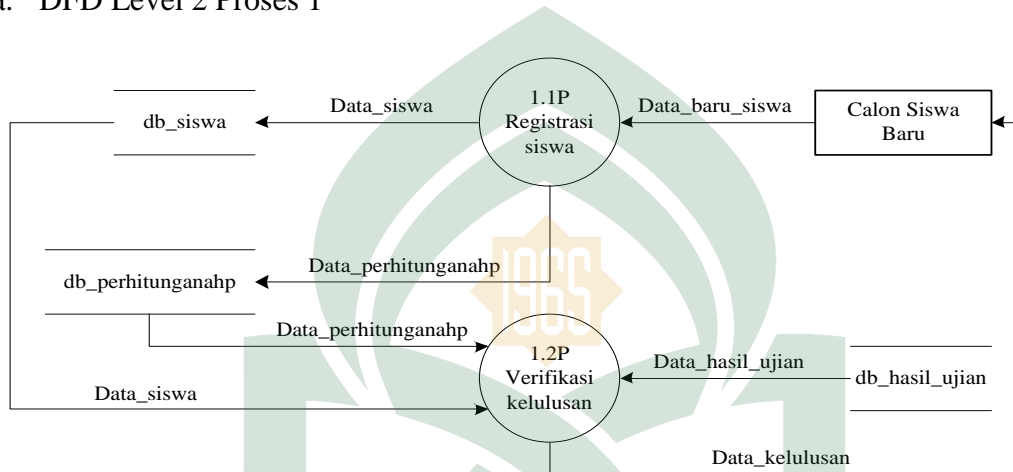 a. DFD Level 2 Proses 1
db_siswa
Data_siswa
1.1P
Registrasi
siswa
Data_baru_siswa
Calon Siswa
Baru
db_perhitunganahp
Data_perhitunganahp
1965
Data_perhitunganahp
1.2P
Verifikasi
kelulusan
Data_hasil_ujian
db_hasil_ujian
Data_siswa
Data_kelulusan